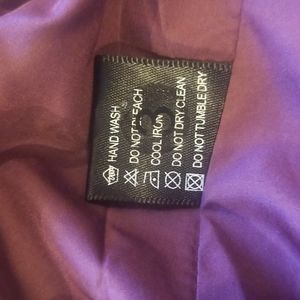 HAND WASH
DO NOT BLEACH
COOL IRON
DO NOT DRY CLEAN
DO NOT TUMBLE DRY